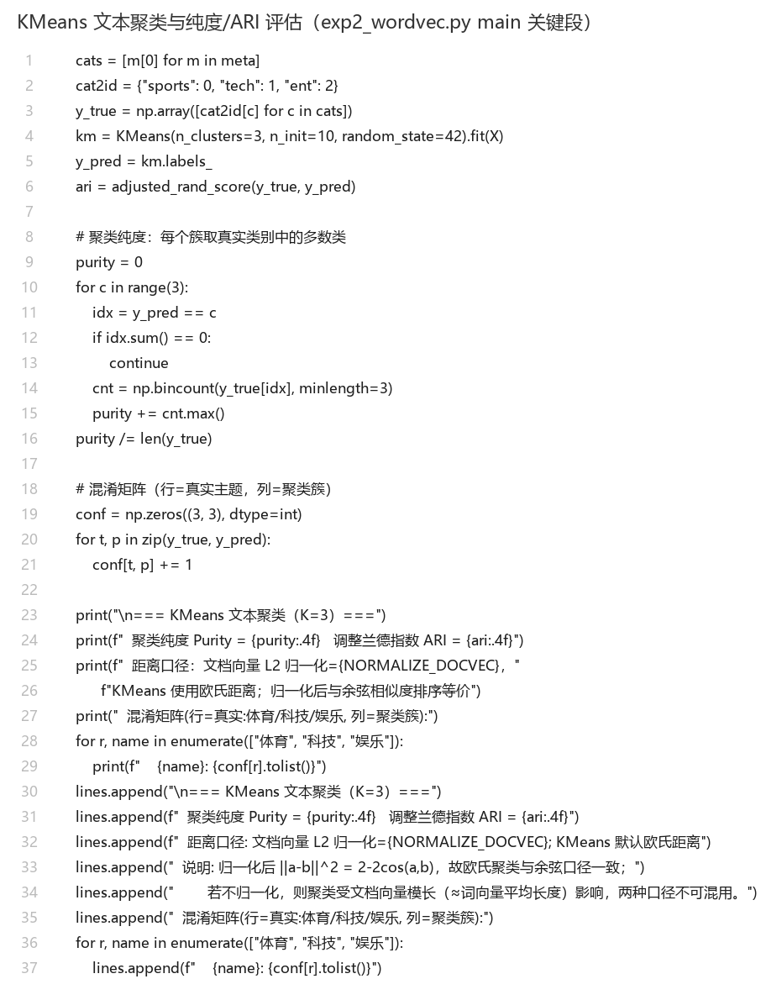 KMeans 文本聚类与纯度/ARI 评估（exp2_wordvec.py main 关键段）
1 cats = [m[0] for m in meta]
2 cat2id = {"sports": 0, "tech": 1, "ent": 2}
3 y_true = np.array([cat2id[c] for c in cats])
4 km = KMeans(n_clusters=3, n_init=10, random_state=42).fit(X)
5 y_pred = km.labels_
6 ari = adjusted_rand_score(y_true, y_pred)
7
8 # 聚类纯度：每个簇取真实类别中的多数类
9 purity = 0
10 for c in range(3):
11     idx = y_pred == c
12     if idx.sum() == 0:
13         continue
14     cnt = np.bincount(y_true[idx], minlength=3)
15     purity += cnt.max()
16 purity /= len(y_true)
17
18 # 混淆矩阵（行=真实主题，列=聚类簇）
19 conf = np.zeros((3, 3), dtype=int)
20 for t, p in zip(y_true, y_pred):
21     conf[t, p] += 1
22
23 print("\n=== KMeans 文本聚类（K=3）===")
24 print(f"  聚类纯度 Purity = {purity:.4f}   调整兰德指数 ARI = {ari:.4f}")
25 print(f"  距离口径：文档向量 L2 归一化={NORMALIZE_DOCVEC}，"
26       f"KMeans 使用欧氏距离；归一化后与余弦相似度排序等价")
27 print("  混淆矩阵(行=真实:体育/科技/娱乐, 列=聚类簇):")
28 for r, name in enumerate(["体育", "科技", "娱乐"]):
29     print(f"    {name}: {conf[r].tolist()}")
30 lines.append("\n=== KMeans 文本聚类（K=3）===")
31 lines.append(f"  聚类纯度 Purity = {purity:.4f}   调整兰德指数 ARI = {ari:.4f}")
32 lines.append(f"  距离口径: 文档向量 L2 归一化={NORMALIZE_DOCVEC}; KMeans 默认欧氏距离")
33 lines.append("  说明: 归一化后 ||a-b||^2 = 2-2cos(a,b)，故欧氏聚类与余弦口径一致；")
34 lines.append("        若不归一化，则聚类受文档向量模长（≈词向量平均长度）影响，两种口径不可混用。")
35 lines.append("  混淆矩阵(行=真实:体育/科技/娱乐, 列=聚类簇):")
36 for r, name in enumerate(["体育", "科技", "娱乐"]):
37     lines.append(f"    {name}: {conf[r].tolist()}")